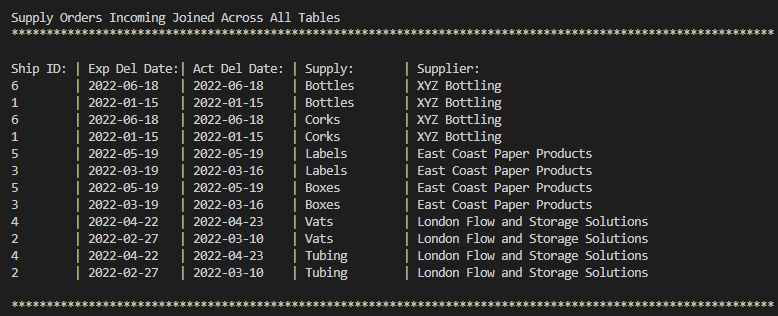 Supply Orders Incoming Joined Across All Tables
*************************************************************************************************************
Ship ID: | Exp Del Date:| Act Del Date: | Supply:       | Supplier:
6        | 2022-06-18   | 2022-06-18    | Bottles       | XYZ Bottling
1        | 2022-01-15   | 2022-01-15    | Bottles       | XYZ Bottling
6        | 2022-06-18   | 2022-06-18    | Corks         | XYZ Bottling
1        | 2022-01-15   | 2022-01-15    | Corks         | XYZ Bottling
5        | 2022-05-19   | 2022-05-19    | Labels        | East Coast Paper Products
3        | 2022-03-19   | 2022-03-16    | Labels        | East Coast Paper Products
5        | 2022-05-19   | 2022-05-19    | Boxes         | East Coast Paper Products
3        | 2022-03-19   | 2022-03-16    | Boxes         | East Coast Paper Products
4        | 2022-04-22   | 2022-04-23    | Vats          | London Flow and Storage Solutions
2        | 2022-02-27   | 2022-03-10    | Vats          | London Flow and Storage Solutions
4        | 2022-04-22   | 2022-04-23    | Tubing        | London Flow and Storage Solutions
2        | 2022-02-27   | 2022-03-10    | Tubing        | London Flow and Storage Solutions
*************************************************************************************************************